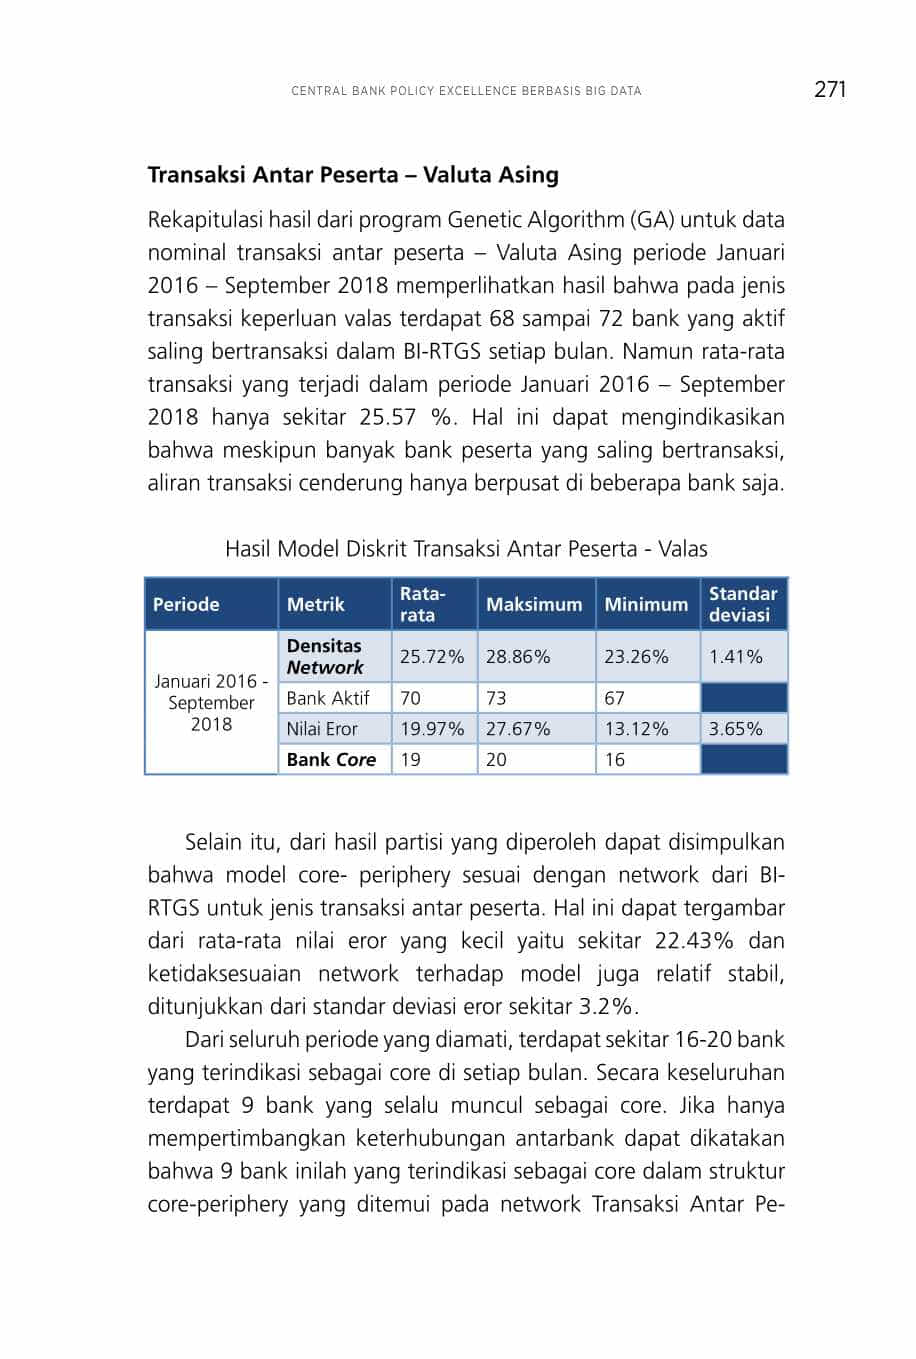 CENTRAL BANK POLICY EXCELLENCE BERBASIS BIG DATA 271
Transaksi Antar Peserta – Valuta Asing
Rekapitulasi hasil dari program Genetic Algorithm (GA) untuk data
nominal transaksi antar peserta – Valuta Asing periode Januari
2016 – September 2018 memperlihatkan hasil bahwa pada jenis
transaksi keperluan valas terdapat 68 sampai 72 bank yang aktif
saling bertransaksi dalam BI-RTGS setiap bulan. Namun rata-rata
transaksi yang terjadi dalam periode Januari 2016 – September
2018 hanya sekitar 25.57 %. Hal ini dapat mengindikasikan
bahwa meskipun banyak bank peserta yang saling bertransaksi,
aliran transaksi cenderung hanya berpusat di beberapa bank saja.
Hasil Model Diskrit Transaksi Antar Peserta - Valas
Periode Metrik Rata-rata Maksimum Minimum Standar deviasi
Januari 2016 - September 2018
Densitas Network 25.72% 28.86% 23.26% 1.41%
Bank Aktif 70 73 67
Nilai Eror 19.97% 27.67% 13.12% 3.65%
Bank Core 19 20 16
Selain itu, dari hasil partisi yang diperoleh dapat disimpulkan
bahwa model core- periphery sesuai dengan network dari BI-
RTGS untuk jenis transaksi antar peserta. Hal ini dapat tergambar
dari rata-rata nilai eror yang kecil yaitu sekitar 22.43% dan
ketidaksesuaian network terhadap model juga relatif stabil,
ditunjukkan dari standar deviasi eror sekitar 3.2%.
Dari seluruh periode yang diamati, terdapat sekitar 16-20 bank
yang terindikasi sebagai core di setiap bulan. Secara keseluruhan
terdapat 9 bank yang selalu muncul sebagai core. Jika hanya
mempertimbangkan keterhubungan antarbank dapat dikatakan
bahwa 9 bank inilah yang terindikasi sebagai core dalam struktur
core-periphery yang ditemui pada network Transaksi Antar Pe-